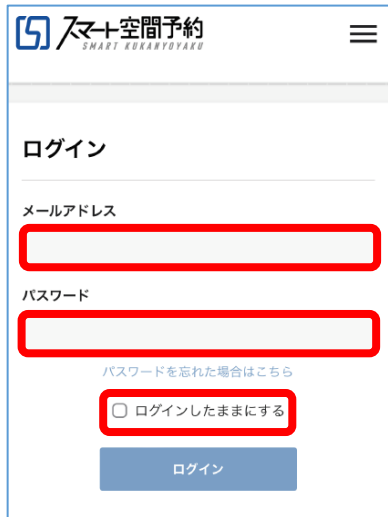 スマート空間予約
SMART KUKANYOYAKU
ログイン
メールアドレス
パスワード
パスワードを忘れた場合はこちら
ログインしたままにする
ログイン